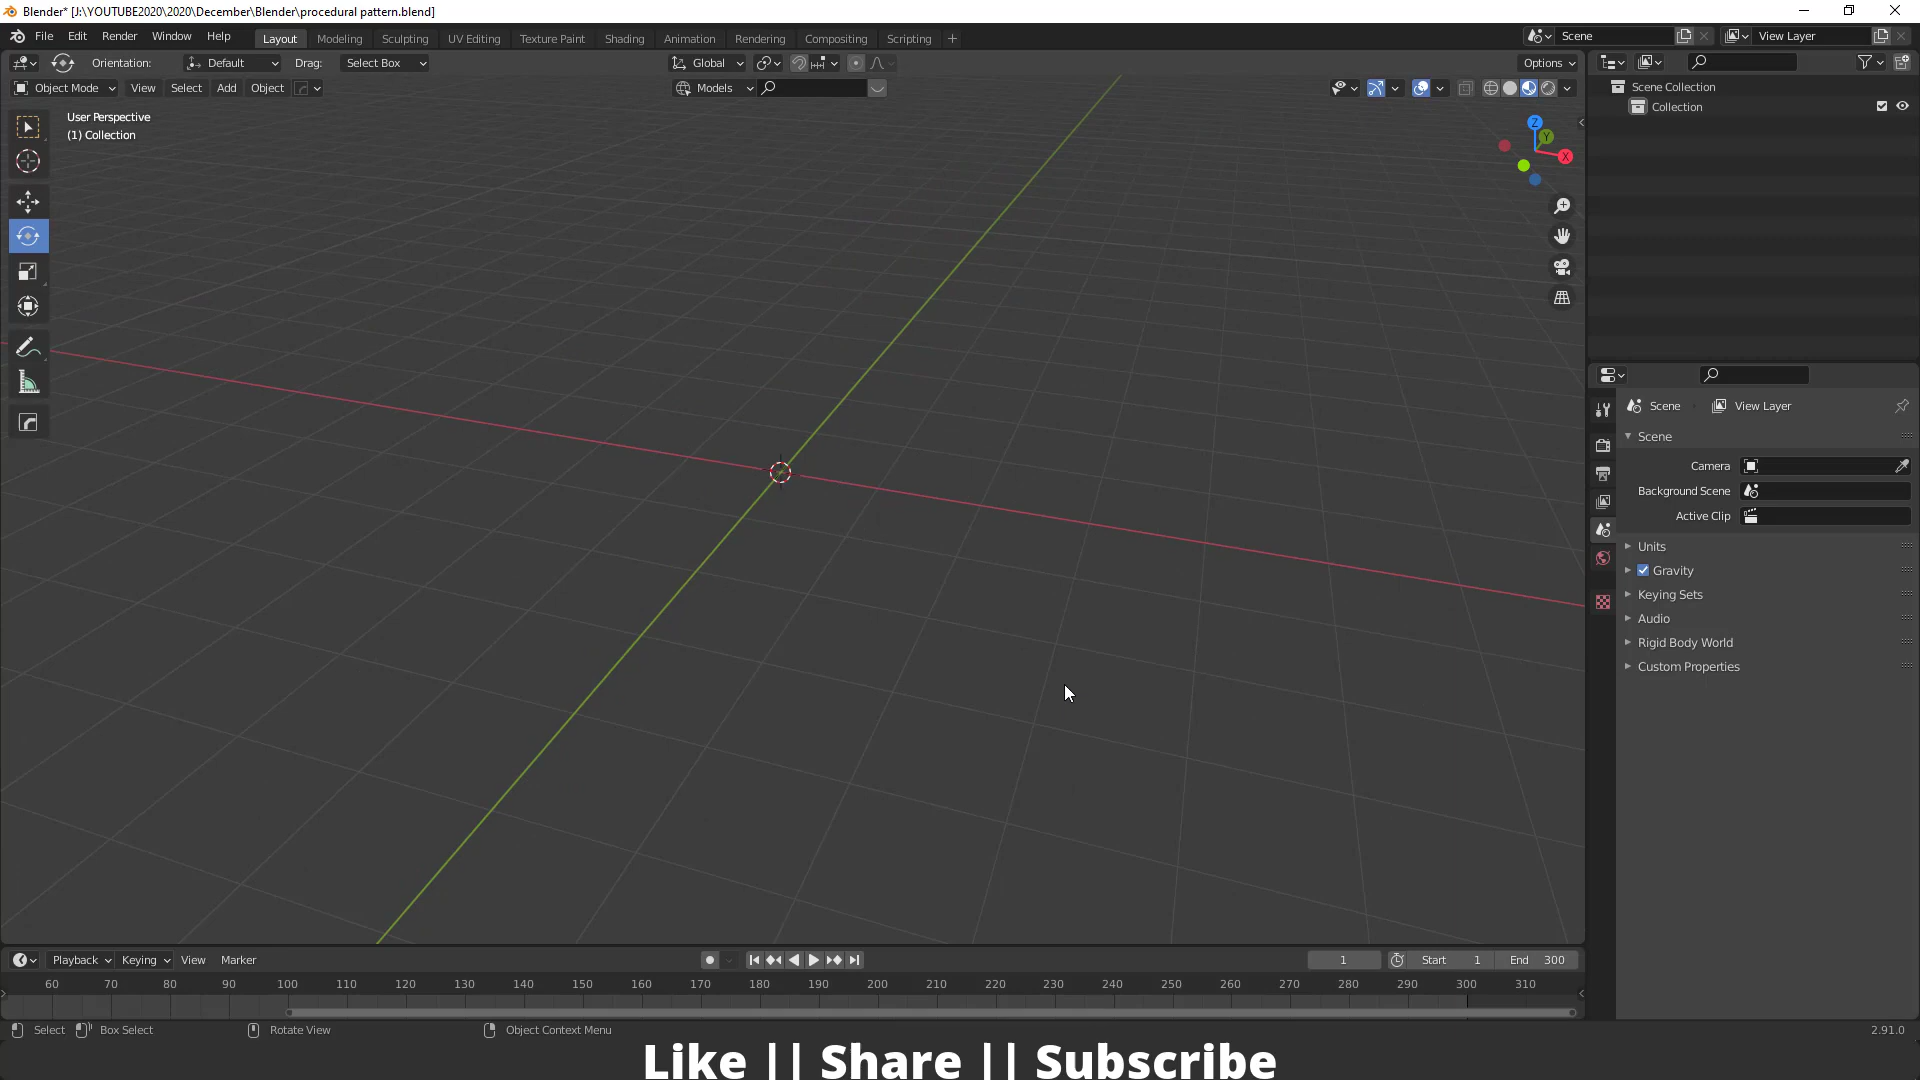 Blender* [J:\YOUTUBE2020\2020\December\Blender\procedural pattern.blend]
File Edit Render Window Help Layout Modeling Sculpting UV Editing Texture Paint Shading Animation Rendering Compositing Scripting + Scene View Layer
Orientation: Default Drag: Select Box Global Options
Object Mode View Select Add Object Models
Scene Collection
Collection
User Perspective
(1) Collection
Z
Y
X
Scene View Layer
Scene
Camera
Background Scene
Active Clip
Units
Gravity
Keying Sets
Audio
Rigid Body World
Custom Properties
Playback Keying View Marker 1 Start 1 End 300
60 70 80 90 100 110 120 130 140 150 160 170 180 190 200 210 220 230 240 250 260 270 280 290 300 310
Select Box Select Rotate View Object Context Menu 2.91.0
Like || Share || Subscribe